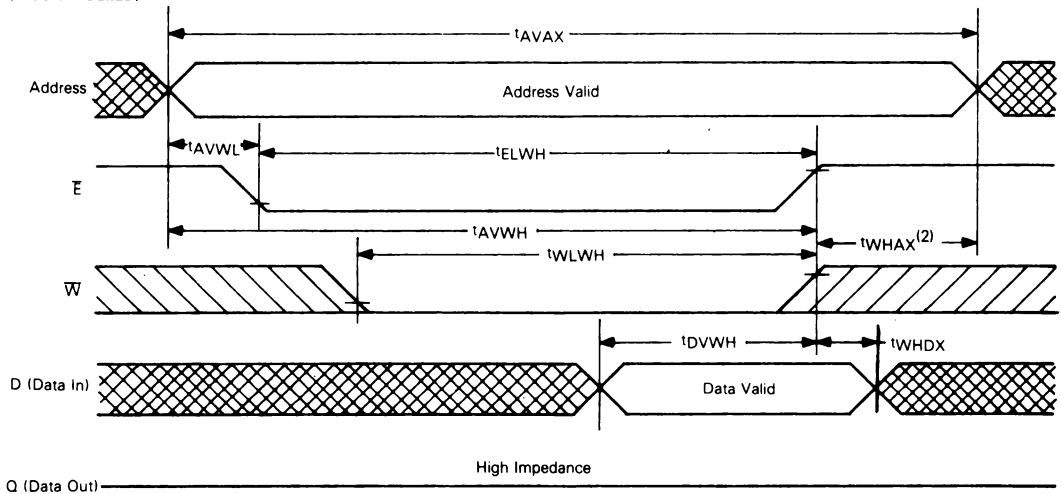 tAVAX
Address
Address Valid
tAVWL
tELWH
E̅
tAVWH
tWLWH
tWHAX(2)
W̅
tDVWH
tWHDX
D (Data In)
Data Valid
High Impedance
Q (Data Out)